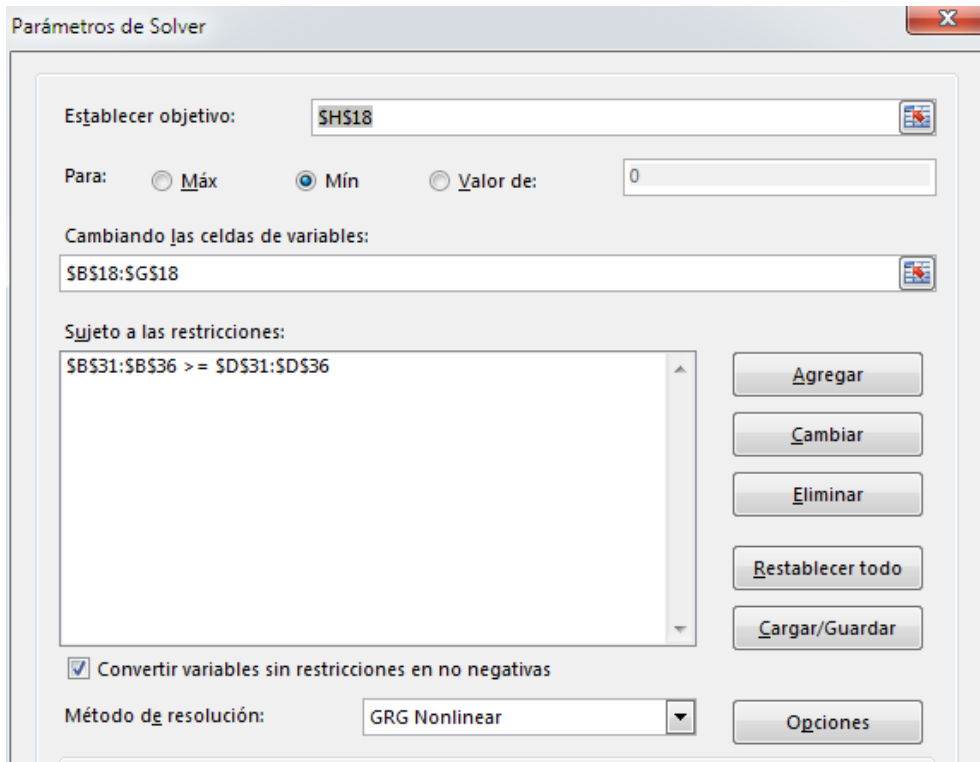 Parámetros de Solver
Establecer objetivo: $H$18
Para: Máx Mín Valor de: 0
Cambiando las celdas de variables:
$B$18:$G$18
Sujeto a las restricciones:
$B$31:$B$36 >= $D$31:$D$36
Agregar
Cambiar
Eliminar
Restablecer todo
Cargar/Guardar
Convertir variables sin restricciones en no negativas
Método de resolución: GRG Nonlinear Opciones